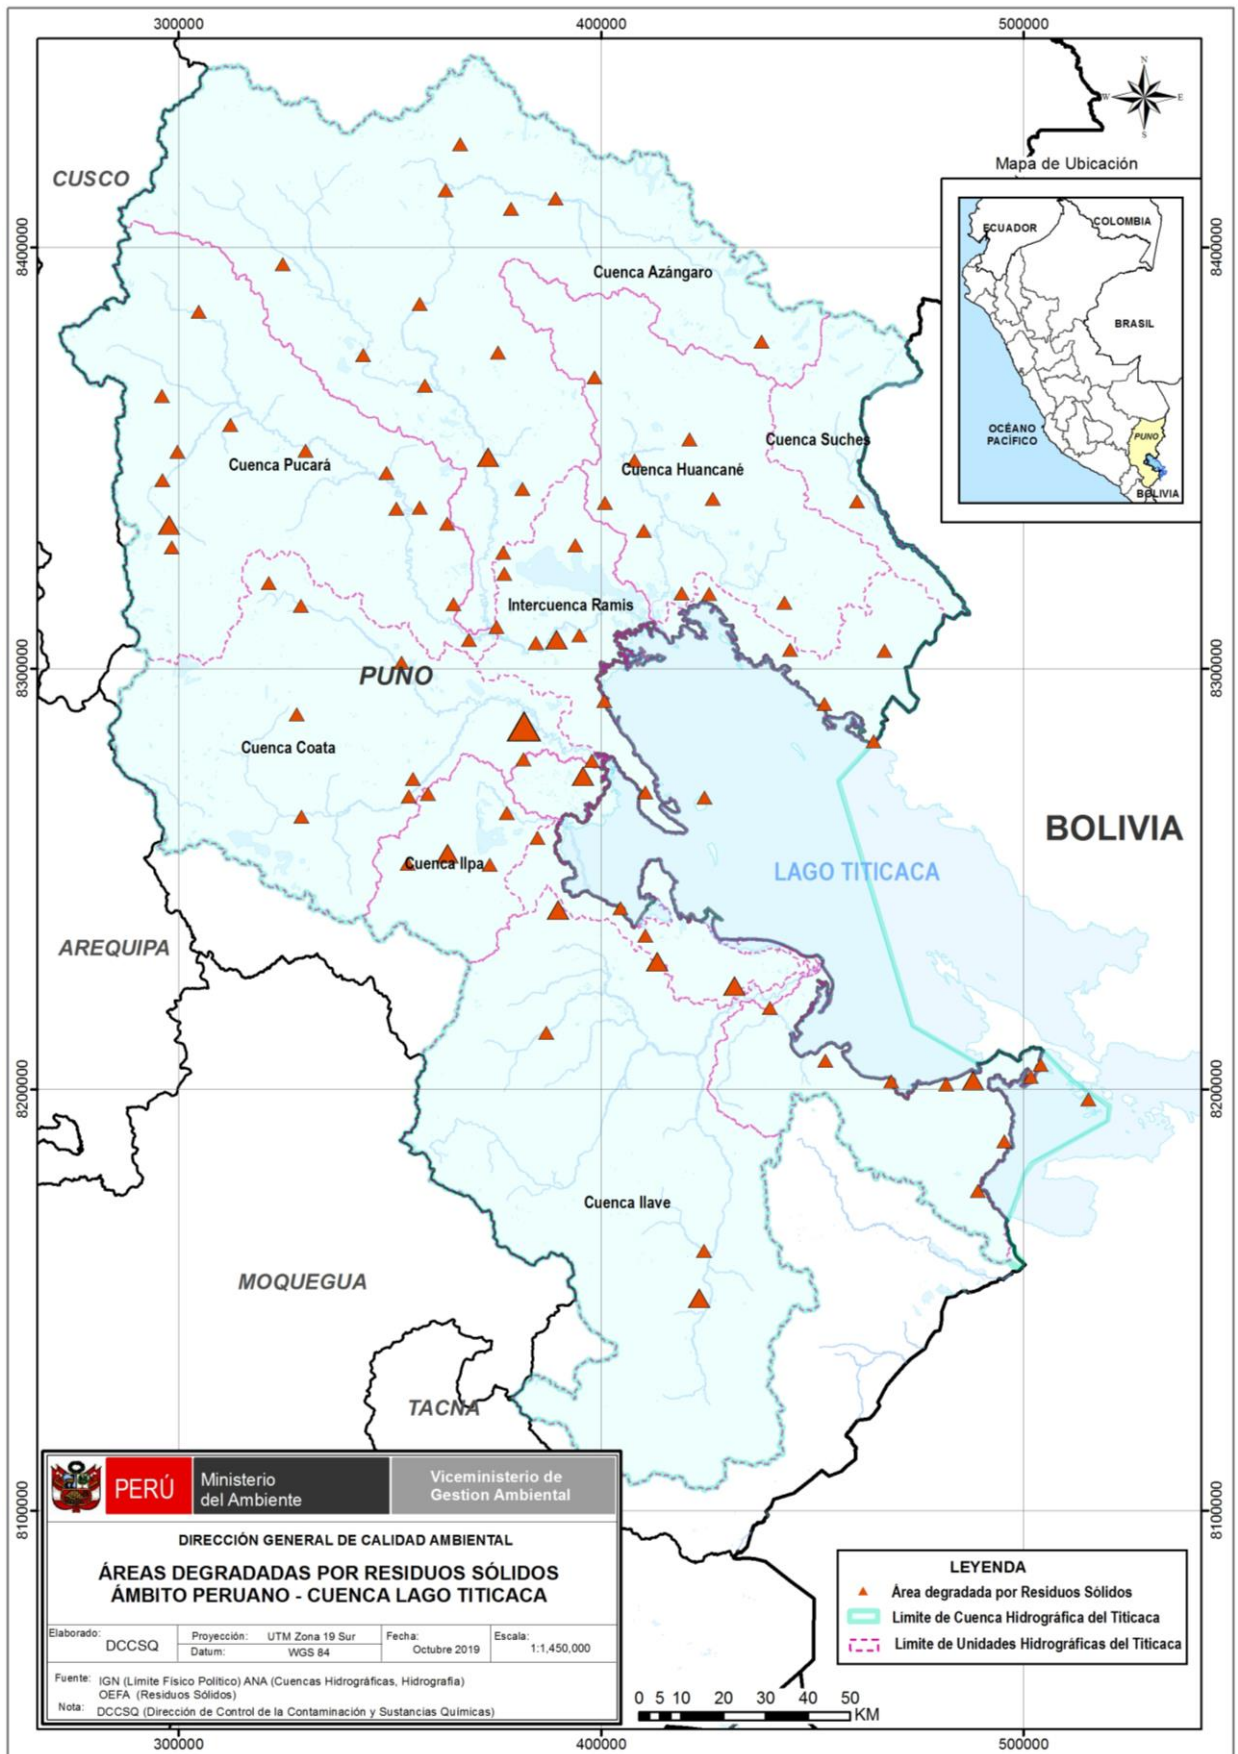 300000
400000
500000
N
W
E
S
Mapa de Ubicación
ECUADOR
COLOMBIA
BRASIL
OCÉANO
PACÍFICO
PUNO
BOLIVIA
CUSCO
8400000
8400000
Cuenca Azángaro
Cuenca Suches
Cuenca Pucará
Cuenca Huancané
Intercuenca Ramis
8300000
8300000
PUNO
Cuenca Coata
BOLIVIA
Cuenca Ilpa
LAGO TITICACA
AREQUIPA
8200000
8200000
Cuenca Ilave
MOQUEGUA
TACNA
8100000
8100000
PERÚ
Ministerio
del Ambiente
Viceministerio de
Gestion Ambiental
DIRECCIÓN GENERAL DE CALIDAD AMBIENTAL
ÁREAS DEGRADADAS POR RESIDUOS SÓLIDOS
ÁMBITO PERUANO - CUENCA LAGO TITICACA
Elaborado: DCCSQ
Proyección: UTM Zona 19 Sur
Datum: WGS 84
Fecha: Octubre 2019
Escala: 1:1,450,000
Fuente: IGN (Límite Físico Político) ANA (Cuencas Hidrográficas, Hidrografía)
OEFA (Residuos Sólidos)
Nota: DCCSQ (Dirección de Control de la Contaminación y Sustancias Químicas)
LEYENDA
Área degradada por Residuos Sólidos
Limite de Cuenca Hidrográfica del Titicaca
Limite de Unidades Hidrográficas del Titicaca
0 5 10 20 30 40 50
KM
300000
400000
500000